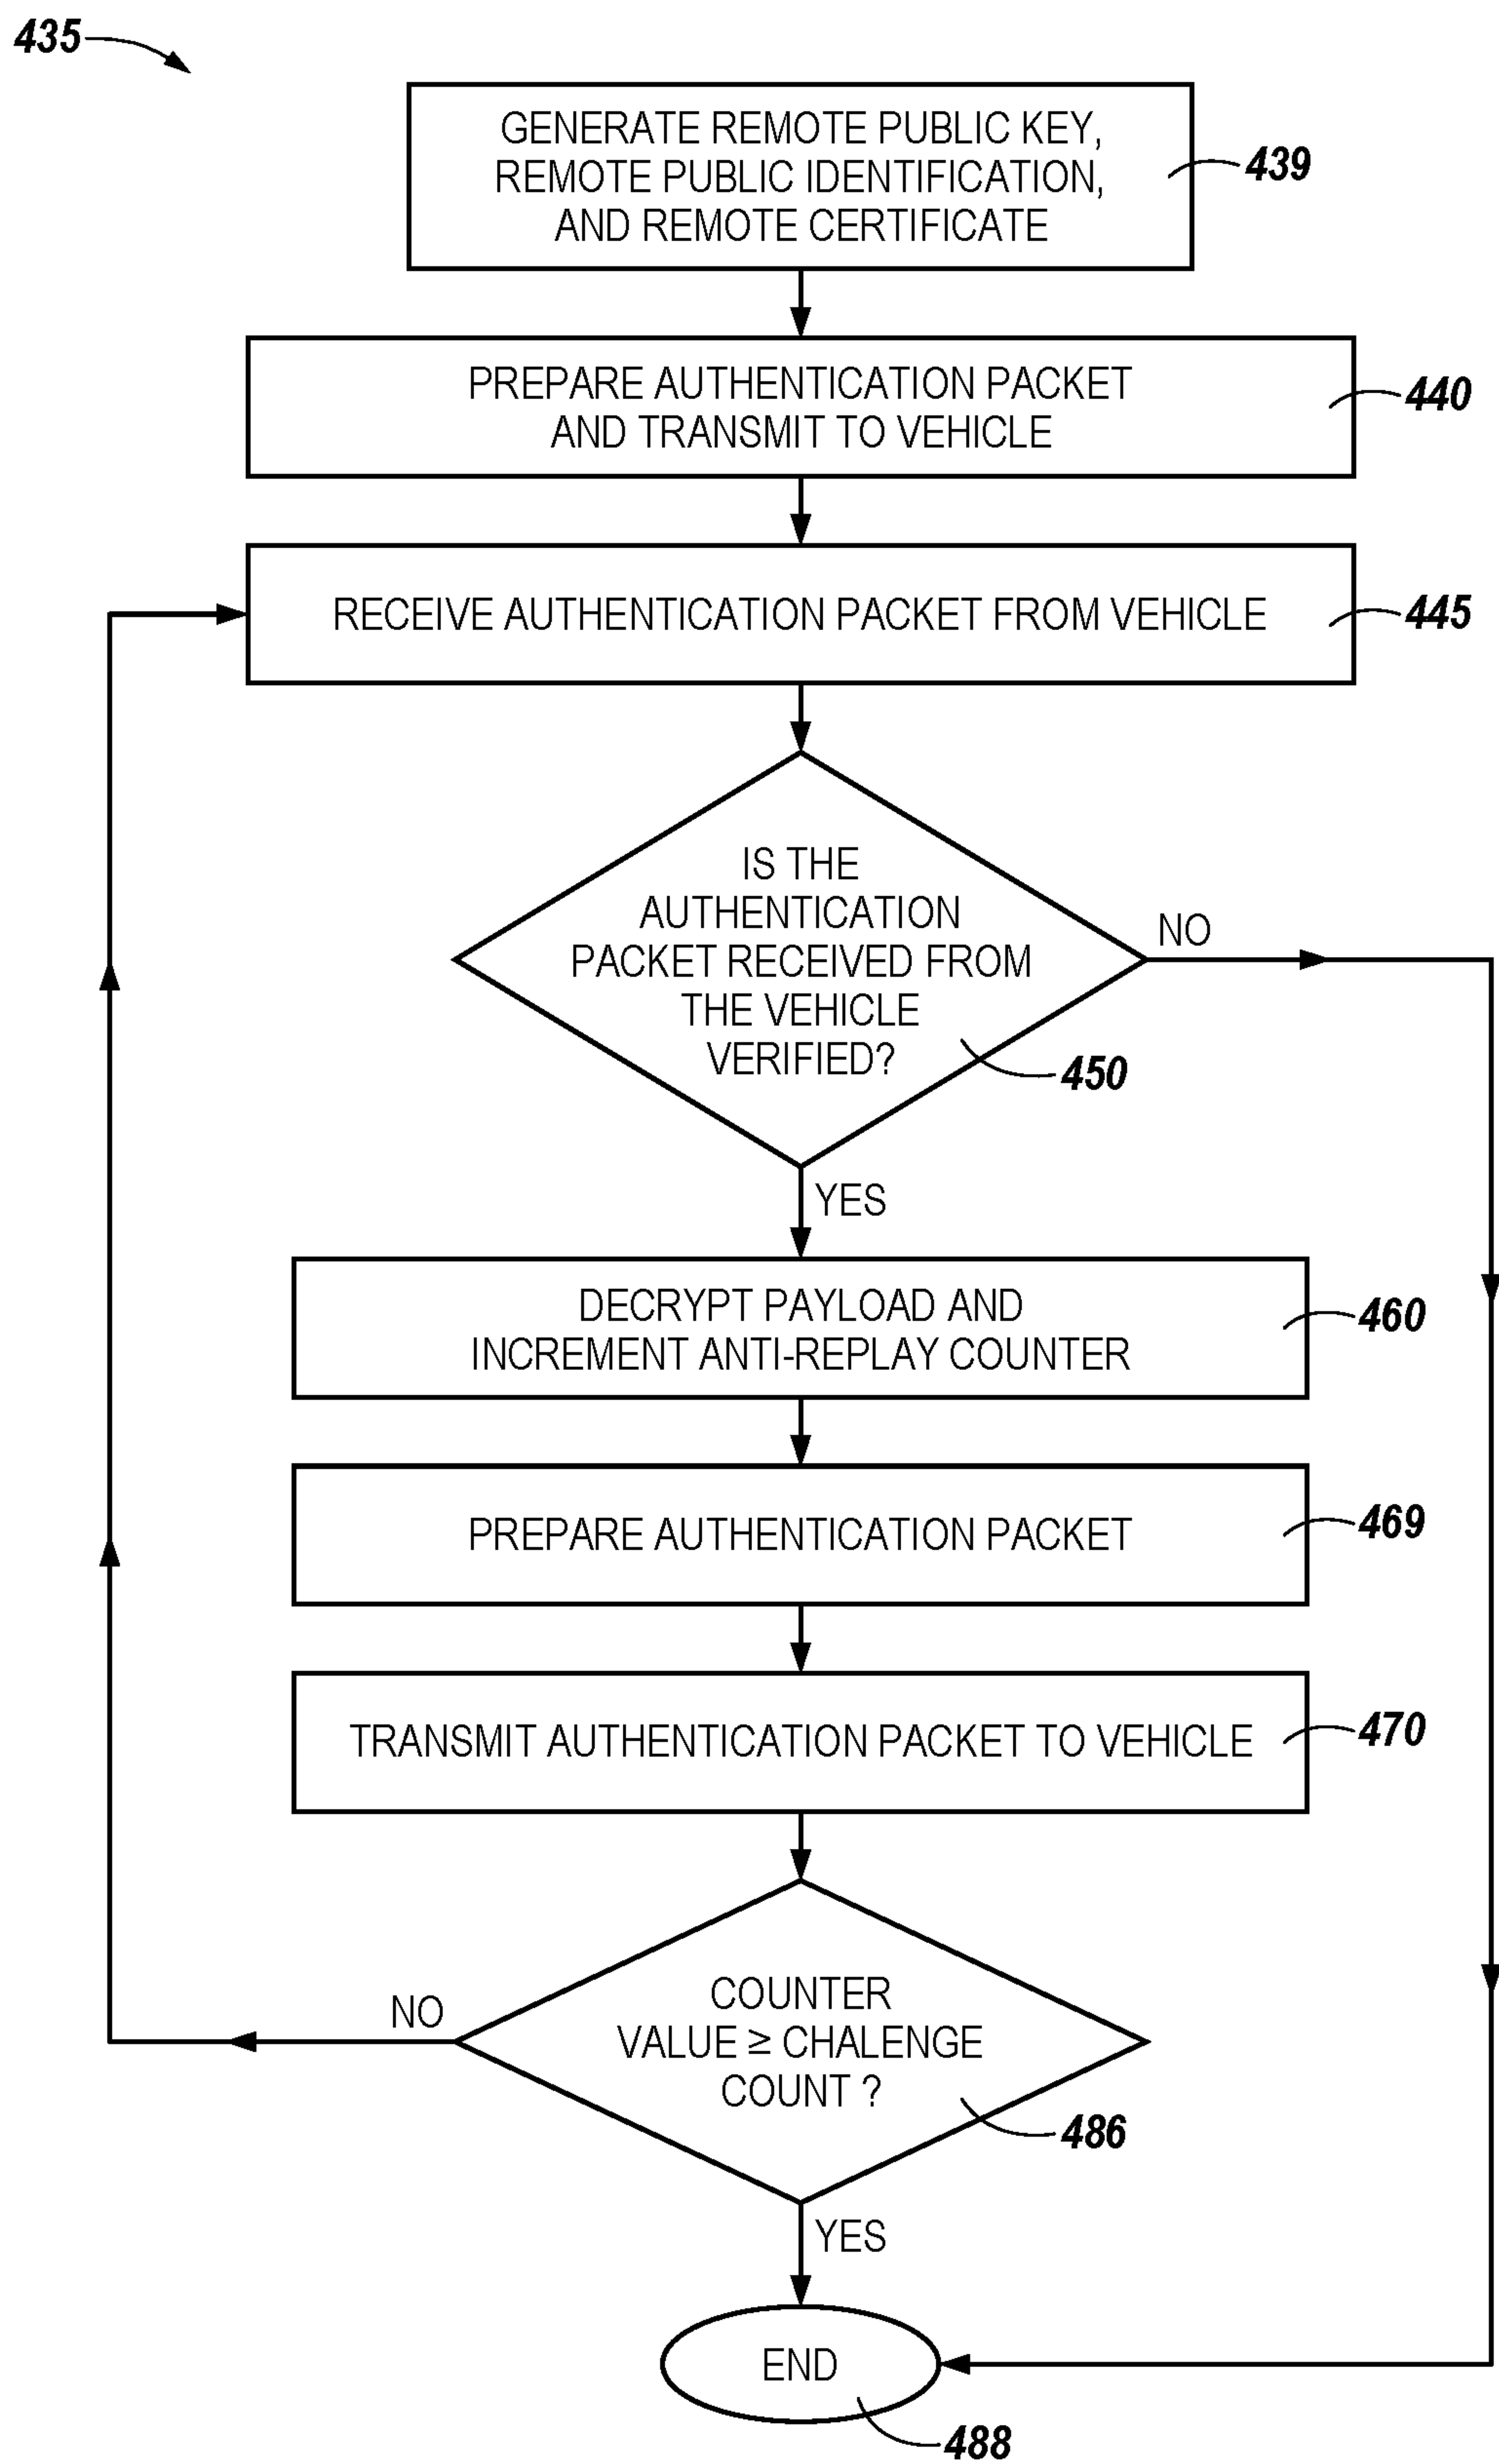 435
GENERATE REMOTE PUBLIC KEY,
REMOTE PUBLIC IDENTIFICATION,
AND REMOTE CERTIFICATE
439
PREPARE AUTHENTICATION PACKET
AND TRANSMIT TO VEHICLE
440
RECEIVE AUTHENTICATION PACKET FROM VEHICLE
445
IS THE
AUTHENTICATION
PACKET RECEIVED FROM
THE VEHICLE
VERIFIED?
NO
450
YES
DECRYPT PAYLOAD AND
INCREMENT ANTI-REPLAY COUNTER
460
PREPARE AUTHENTICATION PACKET
469
TRANSMIT AUTHENTICATION PACKET TO VEHICLE
470
COUNTER
VALUE ≥ CHALENGE
COUNT ?
NO
486
YES
END
488